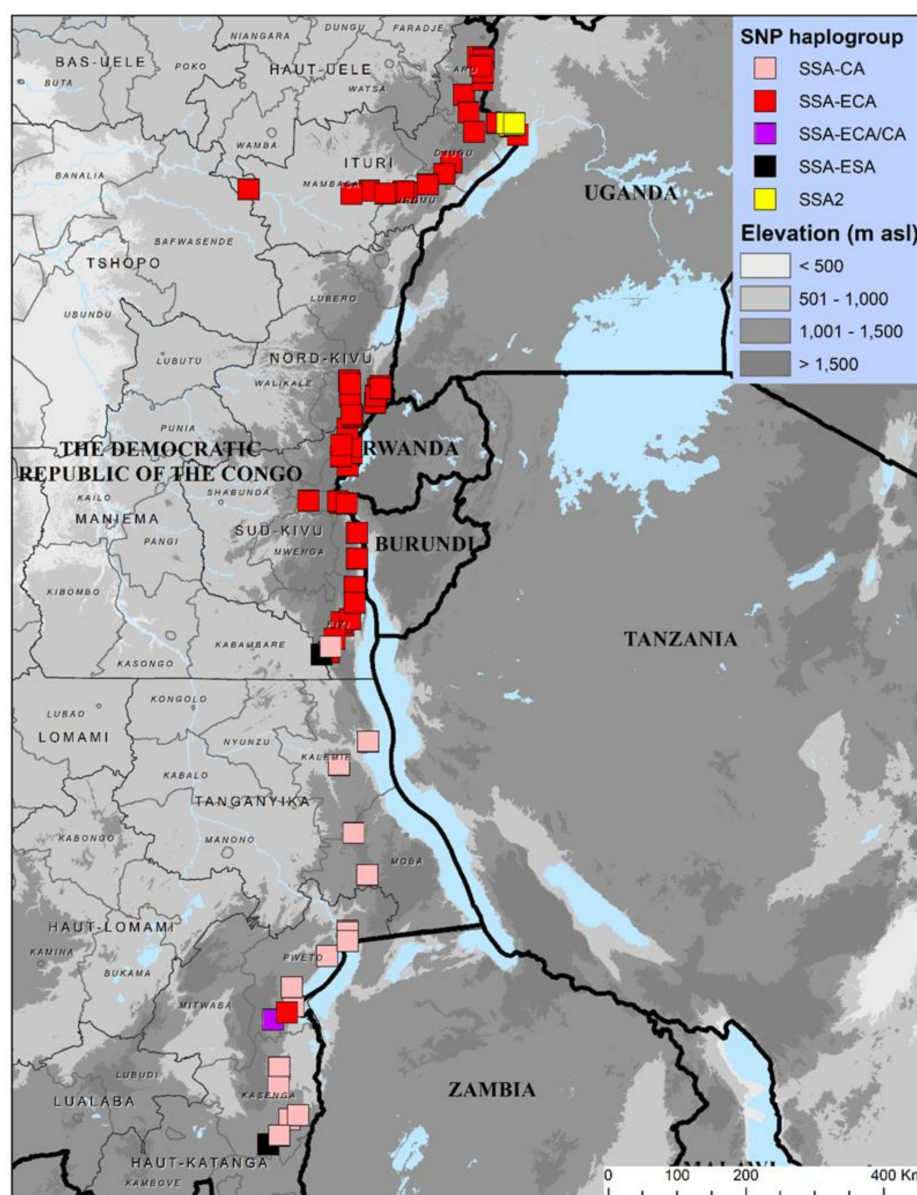 SNP haplogroup
SSA-CA
SSA-ECA
SSA-ECA/CA
SSA-ESA
SSA2
Elevation (m asl)
< 500
501 - 1,000
1,001 - 1,500
> 1,500
DUNGU
FARADJE
NIANGARA
BAS-UELE
POKO
HAUT-UELE
ARU
BUTA
WATSA
WAMBA
DJUGU
ITURI
BANALIA
MAMBASA
IRUMU
UGANDA
BAFWASENDE
TSHOPO
LUBERO
UBUNDU
NORD-KIVU
LUBUTU
WALIKALE
PUNIA
THE DEMOCRATIC
REPUBLIC OF THE CONGO
RWANDA
KAILO
SHABUNDA
MANIEMA
SUD-KIVU
PANGI
MWENGA
BURUNDI
KIBOMBO
FIZI
KABAMBARE
TANZANIA
KASONGO
KONGOLO
LUBAO
LOMAMI
NYUNZU
KALEMIE
KABALO
TANGANYIKA
KABONGO
MANONO
MOBA
HAUT-LOMAMI
KAMINA
PWETO
BUKAMA
MITWABA
LUBUDI
KASENGA
LUALABA
ZAMBIA
HAUT-KATANGA
KAMBOVE
MALAWI
0 100 200 400 Km